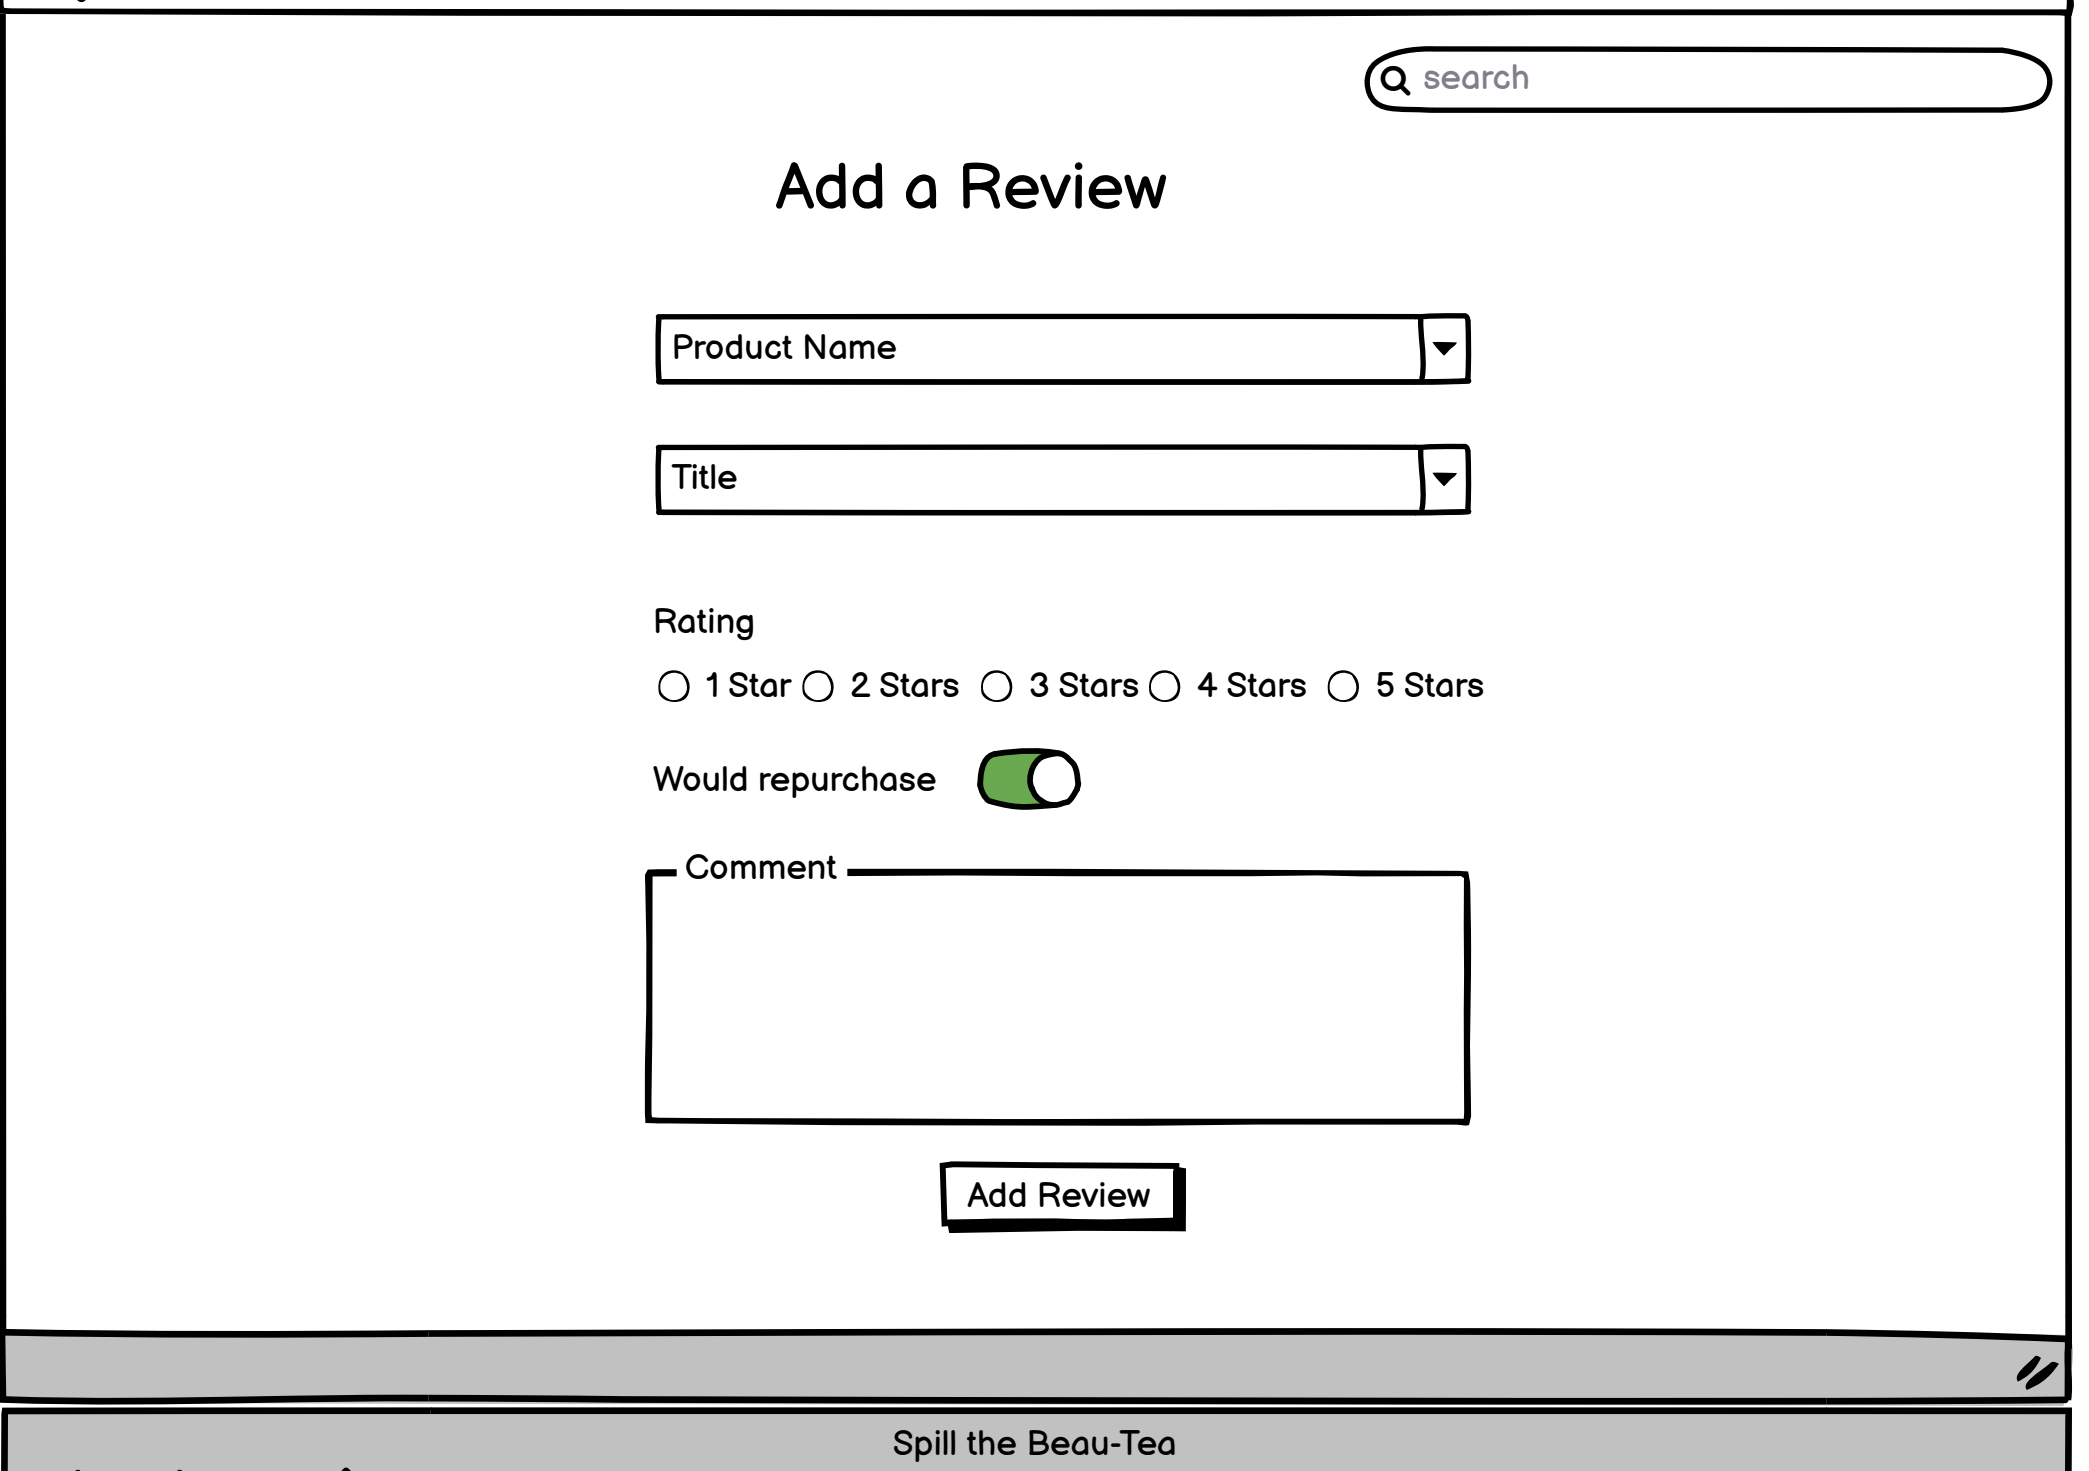 search
Add a Review
Product Name
Title
Rating
1 Star 2 Stars 3 Stars 4 Stars 5 Stars
Would repurchase
Comment
Add Review
Spill the Beau-Tea